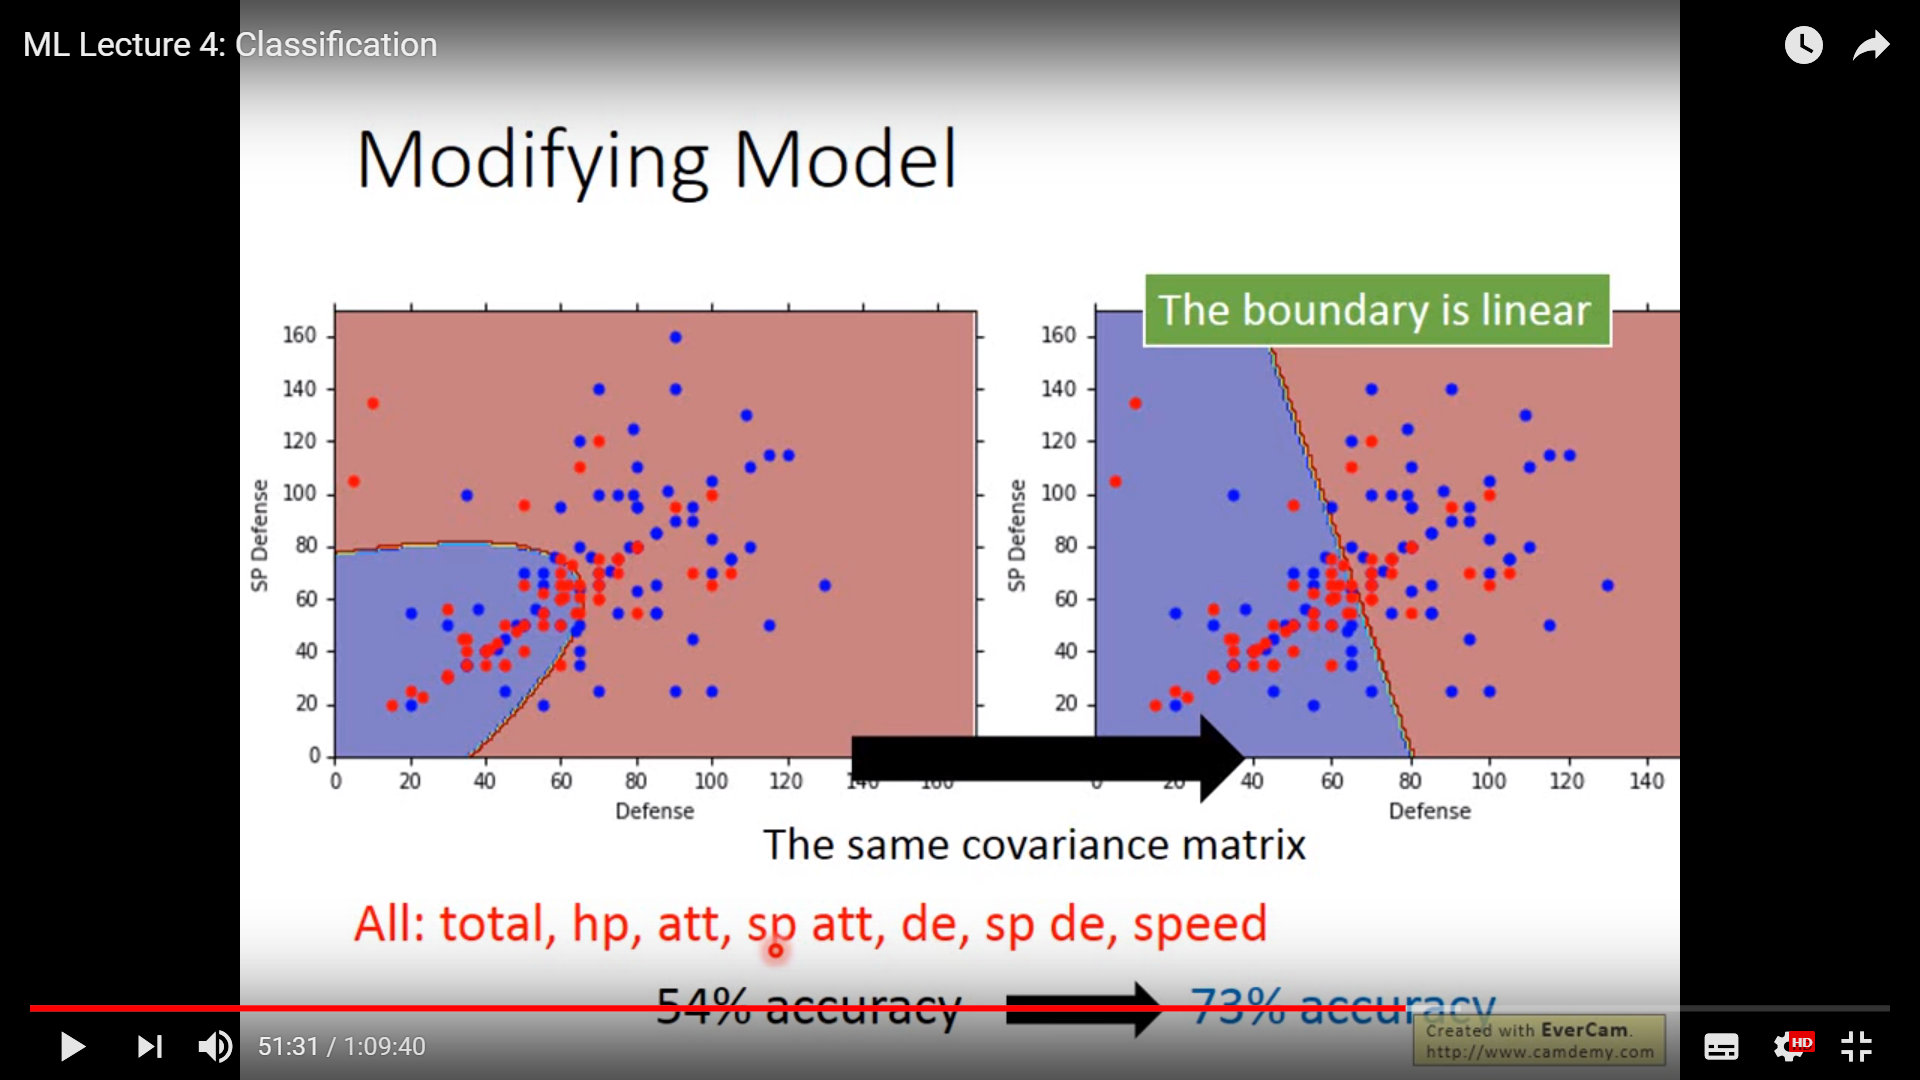 ML Lecture 4: Classification
Modifying Model
The boundary is linear
160
140
120
100
80
60
40
20
0
SP Defense
0 20 40 60 80 100 120 140 160
Defense
160
140
120
100
80
60
40
20
SP Defense
0 20 40 60 80 100 120 140
Defense
The same covariance matrix
All: total, hp, att, sp att, de, sp de, speed
54% accuracy 73% accuracy
Created with EverCam.
http://www.camdemy.com
51:31 / 1:09:40
HD